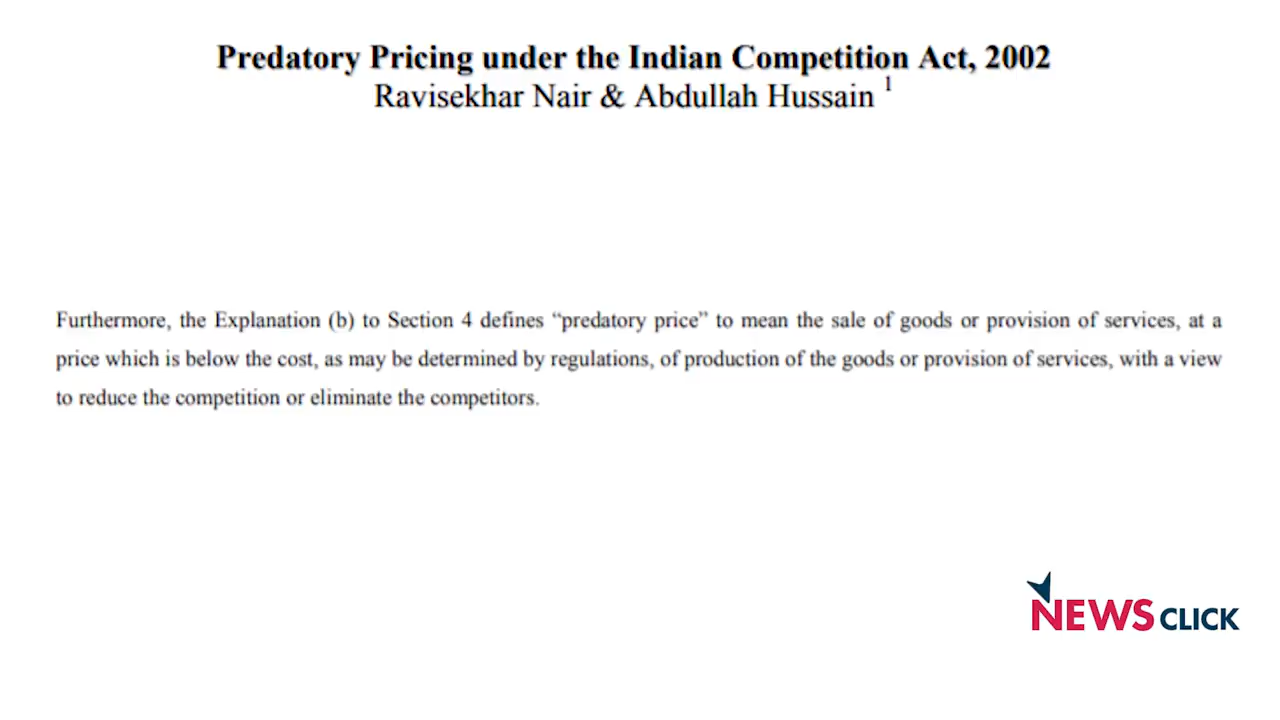 Predatory Pricing under the Indian Competition Act, 2002
Ravisekhar Nair & Abdullah Hussain 1
Furthermore, the Explanation (b) to Section 4 defines “predatory price” to mean the sale of goods or provision of services, at a
price which is below the cost, as may be determined by regulations, of production of the goods or provision of services, with a view
to reduce the competition or eliminate the competitors.
NEWSCLICK